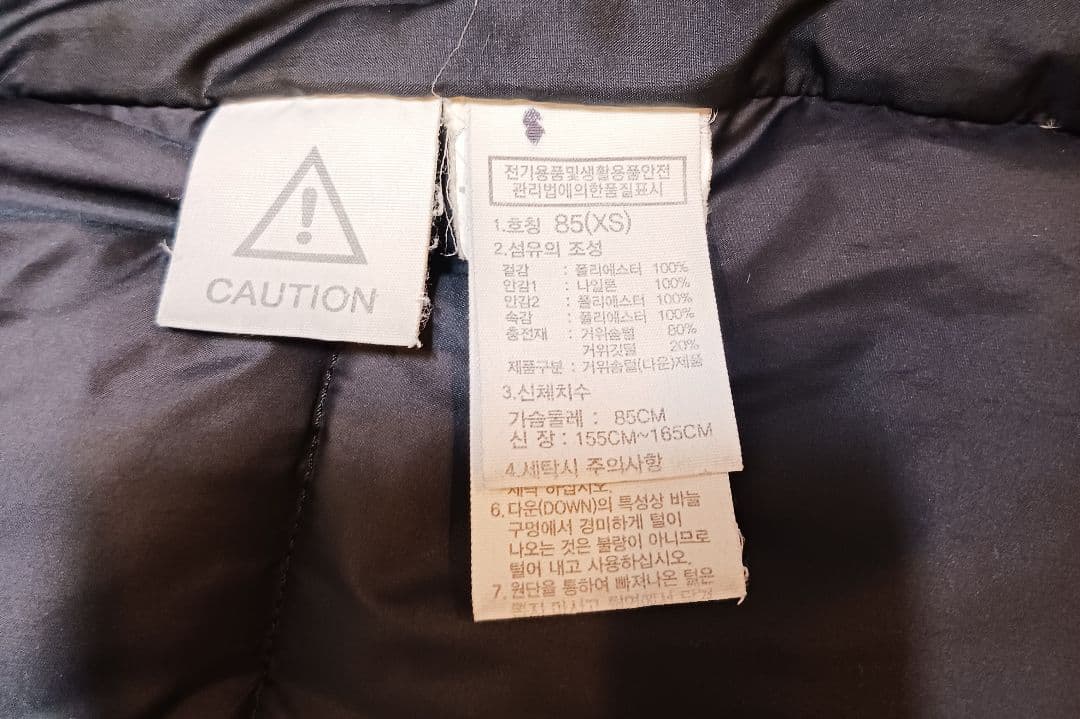 CAUTION
전기용품및생활용품안전
관리법에의한품질표시
1.호칭 85(XS)
2.섬유의 조성
겉감 : 폴리에스터 100%
안감1 : 나일론 100%
안감2 : 폴리에스터 100%
속감 : 폴리에스터 100%
충전재 : 거위솜털 80%
거위깃털 20%
제품구분 : 거위솜털(다운)제품
3.신체치수
가슴둘레 : 85CM
신 장 : 155CM~165CM
4.세탁시 주의사항
세탁 하십시오.
6.다운(DOWN)의 특성상 바늘
구멍에서 경미하게 털이
나오는 것은 불량이 아니므로
털어 내고 사용하십시오.
7.원단을 통하여 빠져나온 털은